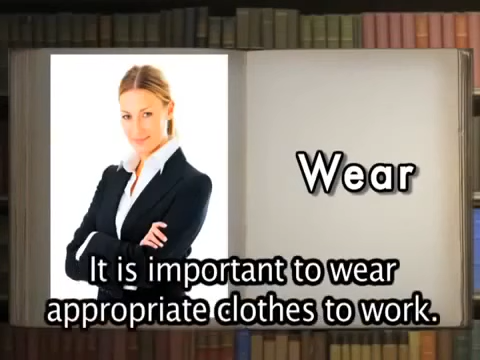 Wear
It is important to wear
appropriate clothes to work.